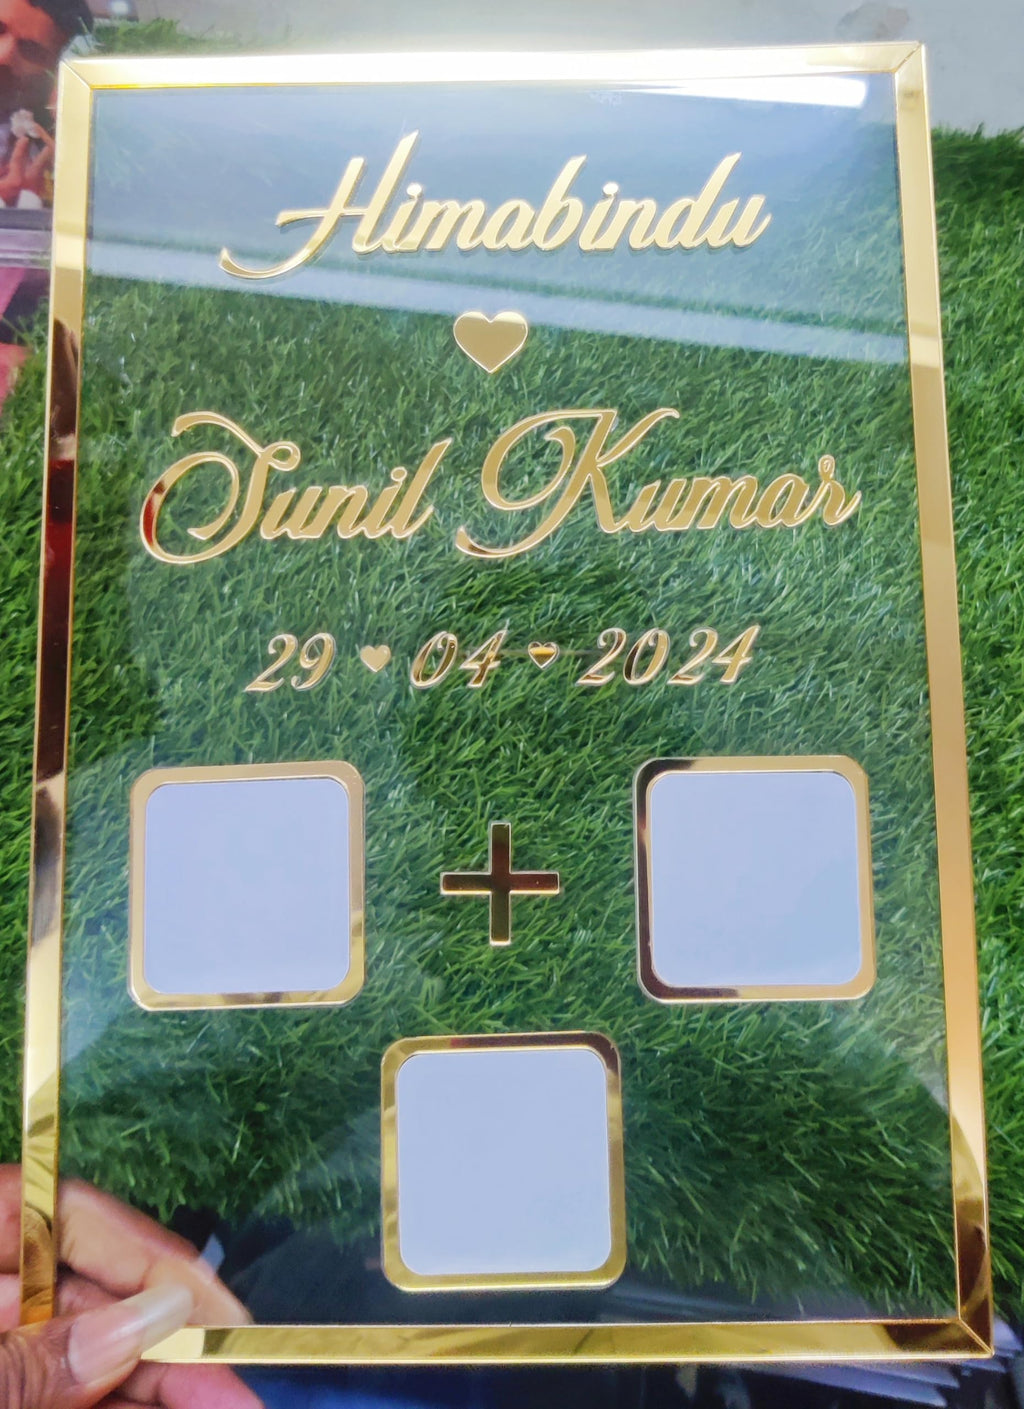 Himabindu
Sunil Kumar
29 ♥ 04 ♥ 2024
+